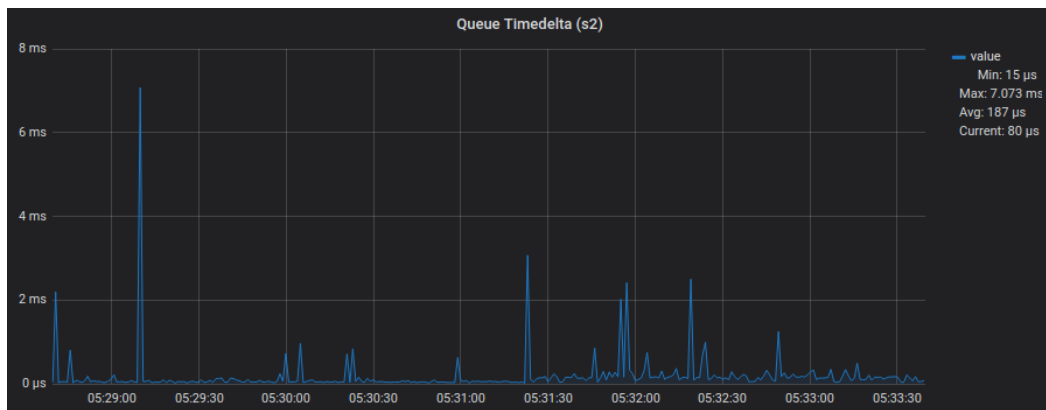 Queue Timedelta (s2)
8 ms
6 ms
4 ms
2 ms
0 µs
05:29:00 05:29:30 05:30:00 05:30:30 05:31:00 05:31:30 05:32:00 05:32:30 05:33:00 05:33:30
value
Min: 15 µs
Max: 7.073 ms
Avg: 187 µs
Current: 80 µs